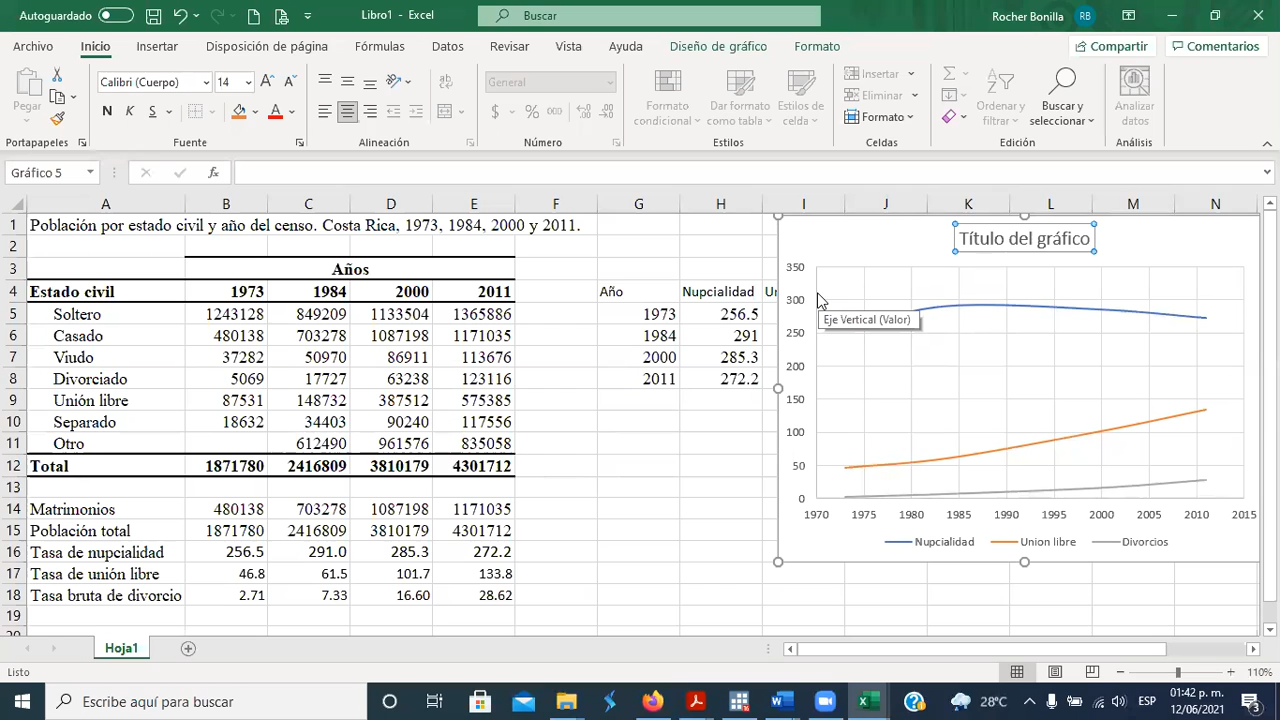 Autoguardado
Libro1 - Excel
Buscar
Rocher Bonilla
RB
Archivo Inicio Insertar Disposición de página Fórmulas Datos Revisar Vista Ayuda Diseño de gráfico Formato
Compartir
Comentarios
Pegar
Calibri (Cuerpo) 14
N K S
ab
General
$ % 000
Formato condicional
Dar formato como tabla
Estilos de celda
Insertar
Eliminar
Formato
Ordenar y filtrar
Buscar y seleccionar
Analizar datos
Portapapeles Fuente Alineación Número Estilos Celdas Edición Análisis
Gráfico 5
fx
A B C D E F G H I J K L M N
1 Población por estado civil y año del censo. Costa Rica, 1973, 1984, 2000 y 2011.
2
3 Años
4 Estado civil 1973 1984 2000 2011 Año Nupcialidad Un
5 Soltero 1243128 849209 1133504 1365886 1973 256.5
6 Casado 480138 703278 1087198 1171035 1984 291
7 Viudo 37282 50970 86911 113676 2000 285.3
8 Divorciado 5069 17727 63238 123116 2011 272.2
9 Unión libre 87531 148732 387512 575385
10 Separado 18632 34403 90240 117556
11 Otro 612490 961576 835058
12 Total 1871780 2416809 3810179 4301712
13
14 Matrimonios 480138 703278 1087198 1171035
15 Población total 1871780 2416809 3810179 4301712
16 Tasa de nupcialidad 256.5 291.0 285.3 272.2
17 Tasa de unión libre 46.8 61.5 101.7 133.8
18 Tasa bruta de divorcio 2.71 7.33 16.60 28.62
19
20
Título del gráfico
350
300
Eje Vertical (Valor)
250
200
150
100
50
0
1970 1975 1980 1985 1990 1995 2000 2005 2010 2015
Nupcialidad Union libre Divorcios
Hoja1
Listo
110%
Escribe aquí para buscar
28°C
ESP
01:42 p. m.
12/06/2021
3